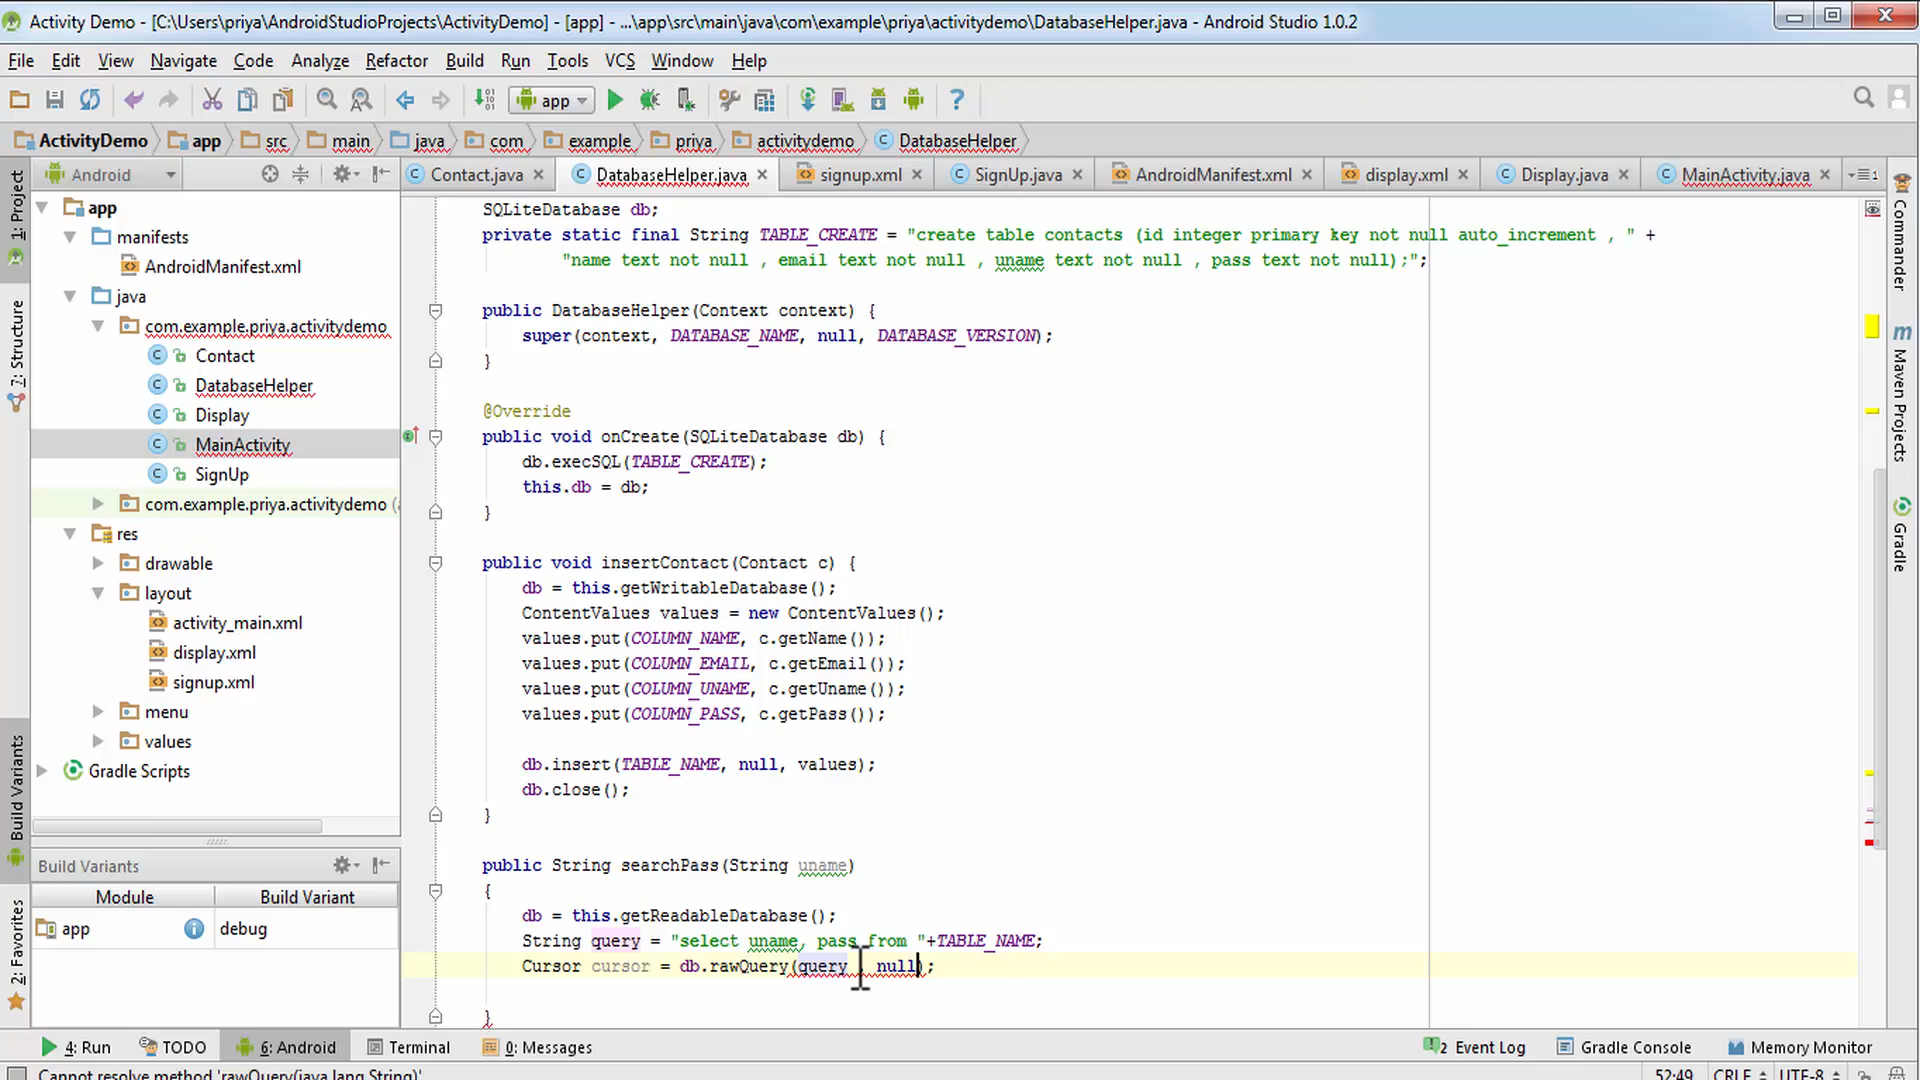 Activity Demo - [C:\Users\priya\AndroidStudioProjects\ActivityDemo] - [app] - ...\app\src\main\java\com\example\priya\activitydemo\DatabaseHelper.java - Android Studio 1.0.2
File Edit View Navigate Code Analyze Refactor Build Run Tools VCS Window Help
app
ActivityDemo app src main java com example priya activitydemo DatabaseHelper
Android
Contact.java DatabaseHelper.java signup.xml SignUp.java AndroidManifest.xml display.xml Display.java MainActivity.java
1: Project
7: Structure
Build Variants
2: Favorites
app
manifests
AndroidManifest.xml
java
com.example.priya.activitydemo
Contact
DatabaseHelper
Display
MainActivity
SignUp
com.example.priya.activitydemo (
res
drawable
layout
activity_main.xml
display.xml
signup.xml
menu
values
Gradle Scripts
Build Variants
Module Build Variant
app debug
SQLiteDatabase db;
private static final String TABLE_CREATE = "create table contacts (id integer primary key not null auto_increment , " +
"name text not null , email text not null , uname text not null , pass text not null);";
public DatabaseHelper(Context context) {
super(context, DATABASE_NAME, null, DATABASE_VERSION);
}
@Override
public void onCreate(SQLiteDatabase db) {
db.execSQL(TABLE_CREATE);
this.db = db;
}
public void insertContact(Contact c) {
db = this.getWritableDatabase();
ContentValues values = new ContentValues();
values.put(COLUMN_NAME, c.getName());
values.put(COLUMN_EMAIL, c.getEmail());
values.put(COLUMN_UNAME, c.getUname());
values.put(COLUMN_PASS, c.getPass());
db.insert(TABLE_NAME, null, values);
db.close();
}
public String searchPass(String uname)
{
db = this.getReadableDatabase();
String query = "select uname, pass from "+TABLE_NAME;
Cursor cursor = db.rawQuery(query , null);
}
Commander
Maven Projects
Gradle
4: Run TODO 6: Android Terminal 0: Messages 2 Event Log Gradle Console Memory Monitor
Cannot resolve method 'rawQuery(java.lang.String)' 52:49 CRLF UTF-8